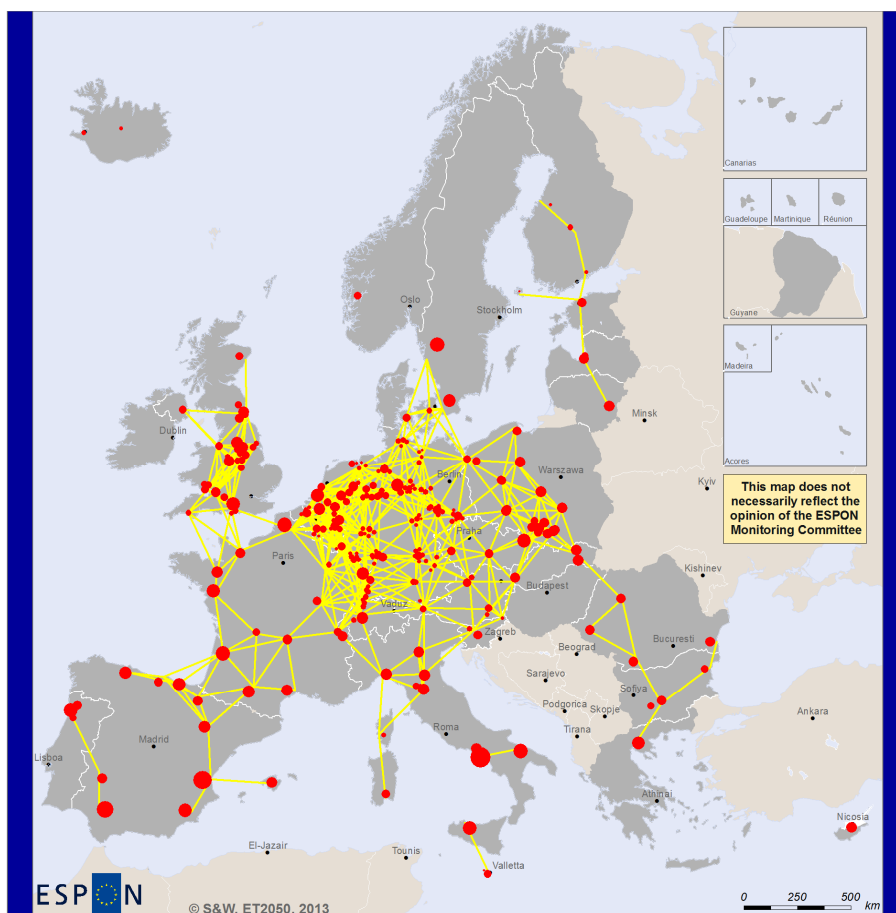 Canarias
Guadeloupe
Martinique
Réunion
Guyane
Madeira
Acores
This map does not
necessarily reflect the
opinion of the ESPON
Monitoring Committee
Oslo
Stockholm
Dublin
Minsk
Berlin
Warszawa
Kyiv
Praha
Paris
Kishinev
Budapest
Vaduz
Zagreb
Bucuresti
Beograd
Sarajevo
Sofiya
Podgorica
Skopje
Ankara
Roma
Tirana
Madrid
Lisboa
Athinai
Nicosia
El-Jazair
Tounis
Valletta
ESPON
© S&W, ET2050, 2013
0 250 500 km